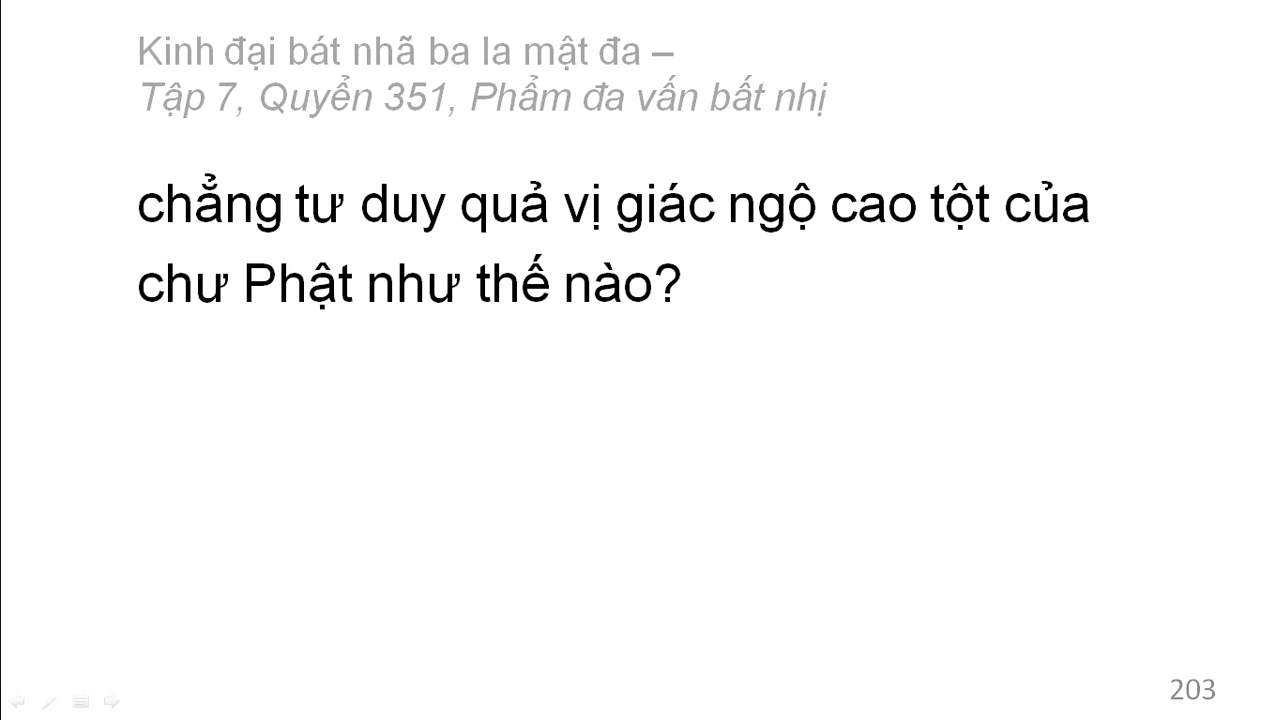 Kinh đại bát nhã ba la mật đa –
Tập 7, Quyển 351, Phẩm đa vấn bất nhị
chẳng tư duy quả vị giác ngộ cao tột của
chư Phật như thế nào?
203